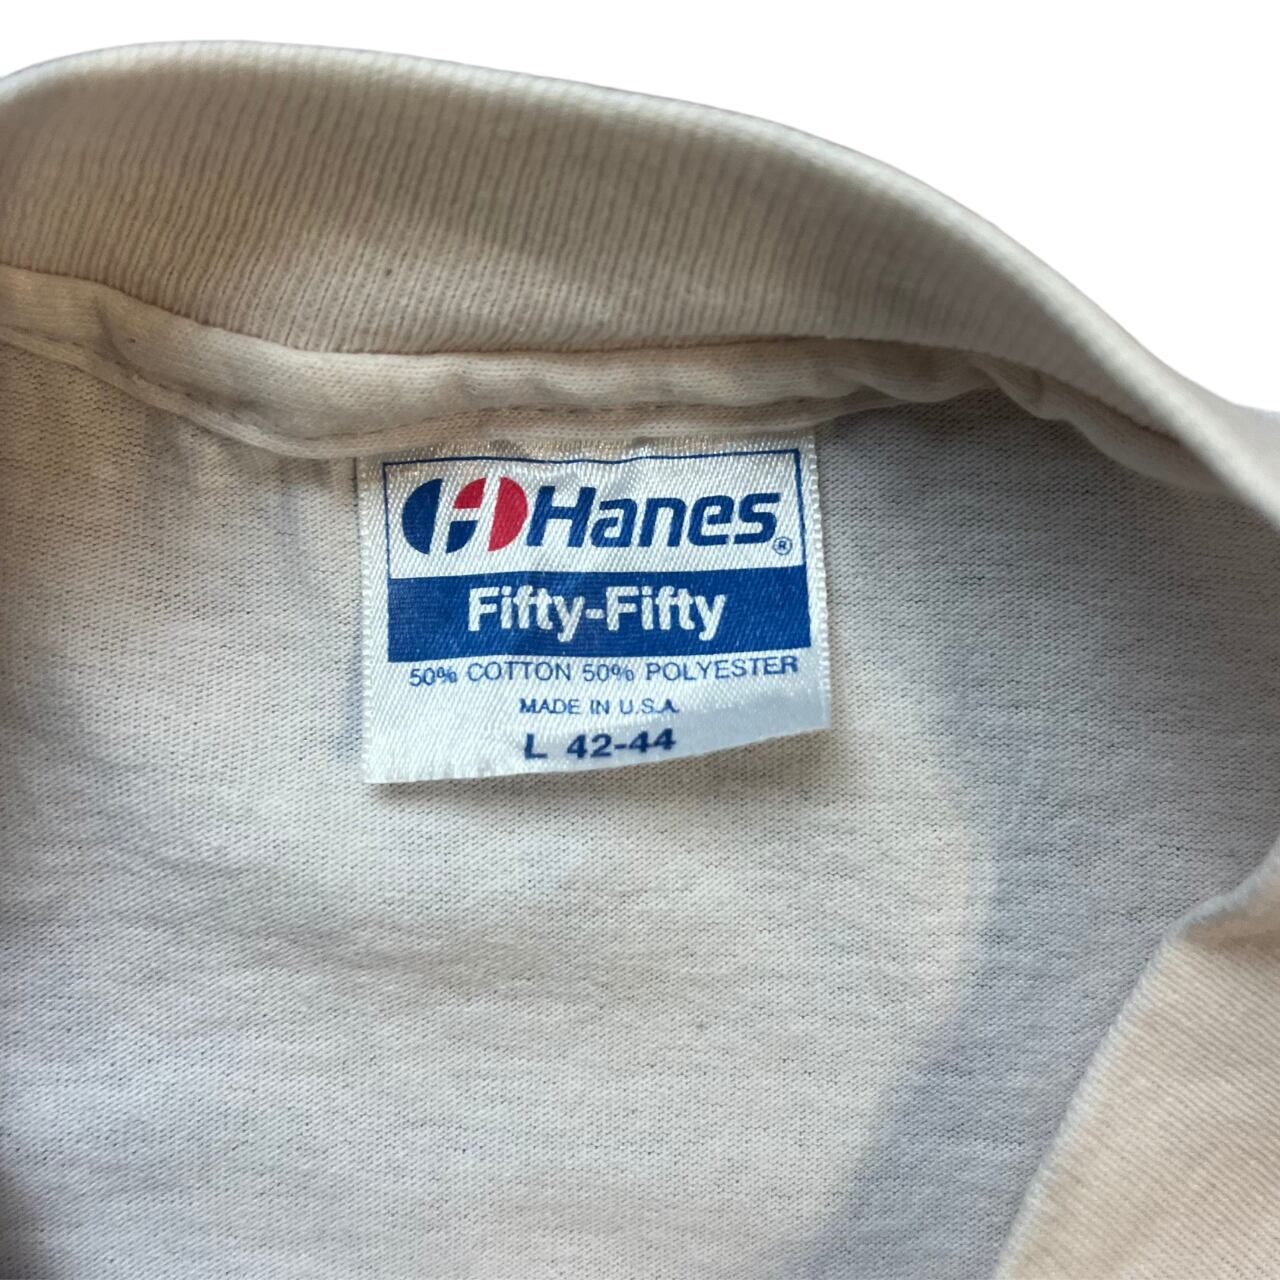 Hanes®
Fifty-Fifty
50% COTTON 50% POLYESTER
MADE IN U.S.A.
L 42-44